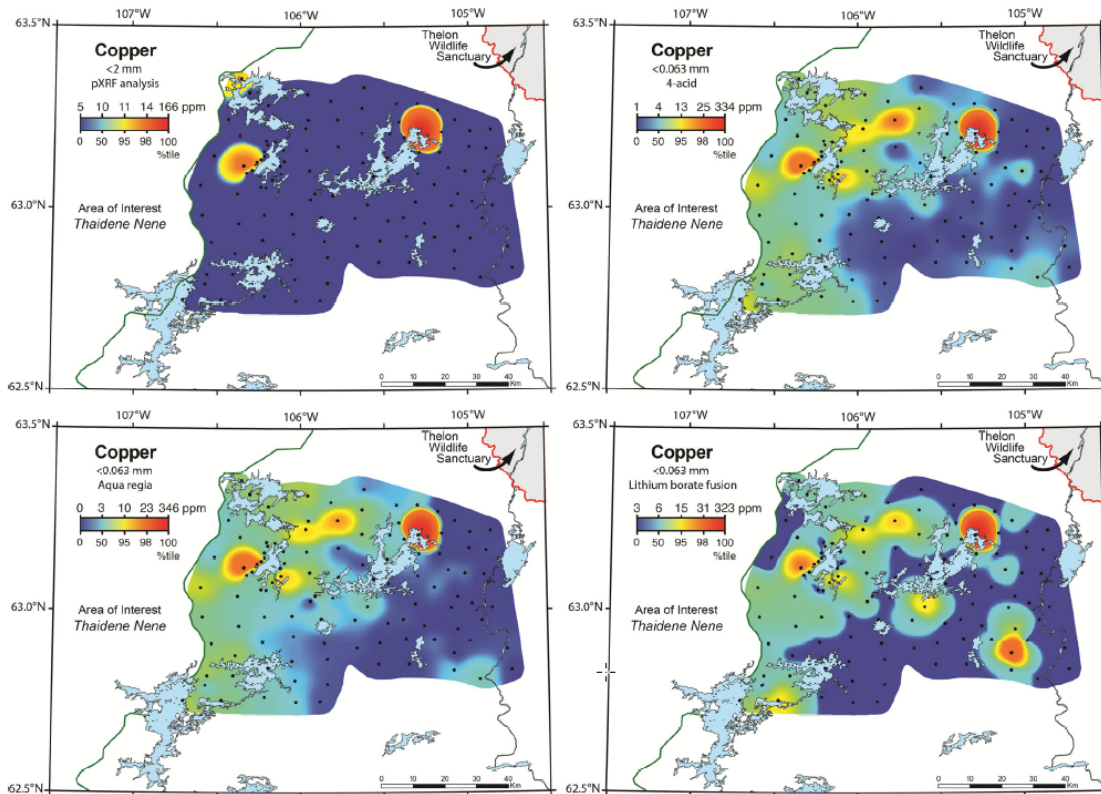 107°W 106°W 105°W
63.5°N
63.0°N
62.5°N
Copper
<2 mm
pXRF analysis
5 10 11 14 166 ppm
0 50 95 98 100
%tile
Area of Interest
Thaidene Nene
Thelon
Wildlife
Sanctuary
0 10 20 30 40
Km
107°W 106°W 105°W
63.5°N
63.0°N
62.5°N
Copper
<0.063 mm
4-acid
1 4 13 25 334 ppm
0 50 95 98 100
%tile
Area of Interest
Thaidene Nene
Thelon
Wildlife
Sanctuary
0 10 20 30 40
Km
107°W 106°W 105°W
63.5°N
63.0°N
62.5°N
Copper
<0.063 mm
Aqua regia
0 3 10 23 346 ppm
0 50 95 98 100
%tile
Area of Interest
Thaidene Nene
Thelon
Wildlife
Sanctuary
0 10 20 30 40
Km
107°W 106°W 105°W
63.5°N
63.0°N
62.5°N
Copper
<0.063 mm
Lithium borate fusion
3 6 15 31 323 ppm
0 50 95 98 100
%tile
Area of Interest
Thaidene Nene
Thelon
Wildlife
Sanctuary
0 10 20 30 40
Km